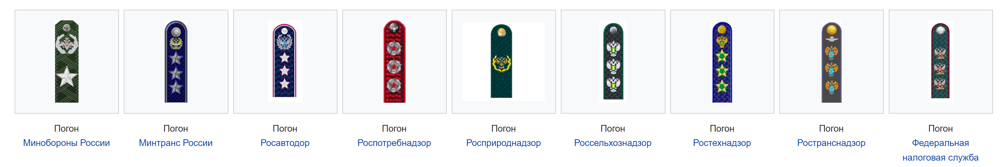 Погон
Минобороны России
Погон
Минтранс России
Погон
Росавтодор
Погон
Роспотребнадзор
Погон
Росприроднадзор
Погон
Россельхознадзор
Погон
Ростехнадзор
Погон
Ространснадзор
Погон
Федеральная
налоговая служба